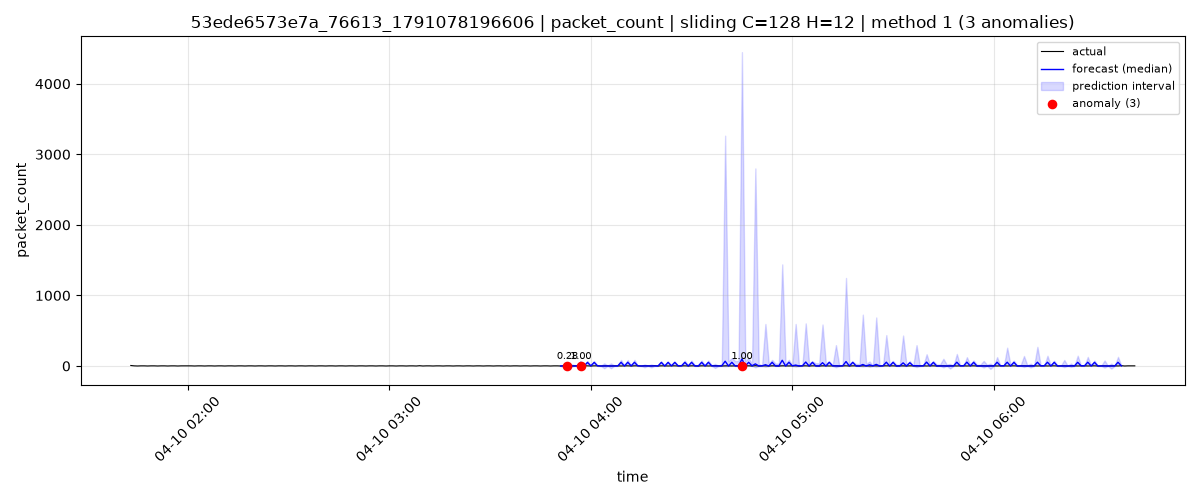 53ede6573e7a_76613_1791078196606 | packet_count | sliding C=128 H=12 | method 1 (3 anomalies)
actual
forecast (median)
prediction interval
anomaly (3)
packet_count
4000
3000
2000
1000
0
1.00
1.00
04-10 02:00
04-10 03:00
04-10 04:00
04-10 05:00
04-10 06:00
time